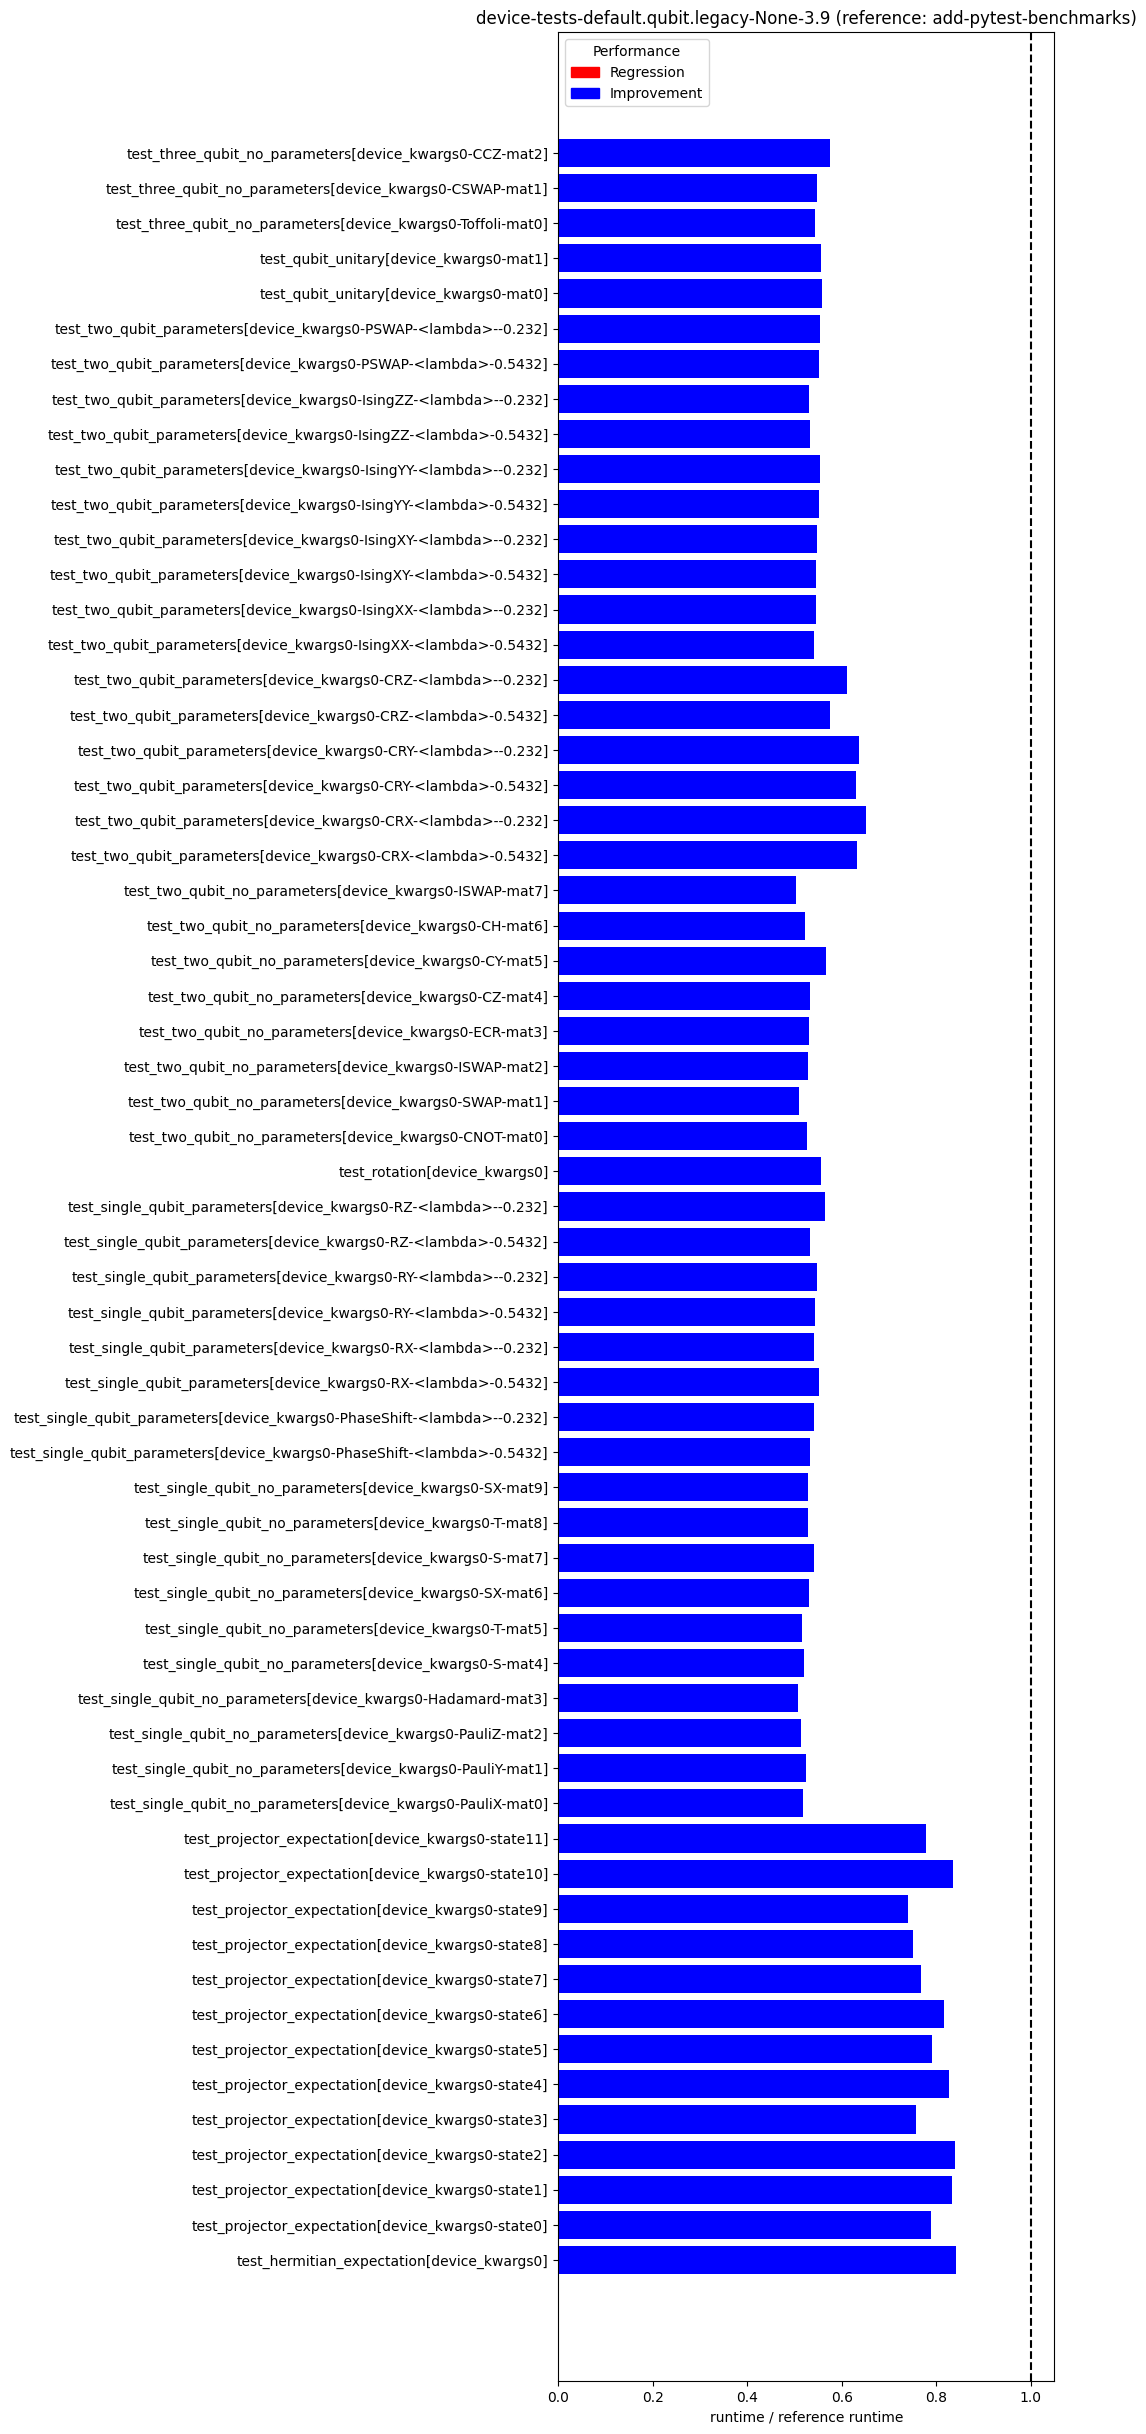 device-tests-default.qubit.legacy-None-3.9 (reference: add-pytest-benchmarks)
Performance
Regression
Improvement
test_three_qubit_no_parameters[device_kwargs0-CCZ-mat2]
test_three_qubit_no_parameters[device_kwargs0-CSWAP-mat1]
test_three_qubit_no_parameters[device_kwargs0-Toffoli-mat0]
test_qubit_unitary[device_kwargs0-mat1]
test_qubit_unitary[device_kwargs0-mat0]
test_two_qubit_parameters[device_kwargs0-PSWAP-<lambda>--0.232]
test_two_qubit_parameters[device_kwargs0-PSWAP-<lambda>-0.5432]
test_two_qubit_parameters[device_kwargs0-IsingZZ-<lambda>--0.232]
test_two_qubit_parameters[device_kwargs0-IsingZZ-<lambda>-0.5432]
test_two_qubit_parameters[device_kwargs0-IsingYY-<lambda>--0.232]
test_two_qubit_parameters[device_kwargs0-IsingYY-<lambda>-0.5432]
test_two_qubit_parameters[device_kwargs0-IsingXY-<lambda>--0.232]
test_two_qubit_parameters[device_kwargs0-IsingXY-<lambda>-0.5432]
test_two_qubit_parameters[device_kwargs0-IsingXX-<lambda>--0.232]
test_two_qubit_parameters[device_kwargs0-IsingXX-<lambda>-0.5432]
test_two_qubit_parameters[device_kwargs0-CRZ-<lambda>--0.232]
test_two_qubit_parameters[device_kwargs0-CRZ-<lambda>-0.5432]
test_two_qubit_parameters[device_kwargs0-CRY-<lambda>--0.232]
test_two_qubit_parameters[device_kwargs0-CRY-<lambda>-0.5432]
test_two_qubit_parameters[device_kwargs0-CRX-<lambda>--0.232]
test_two_qubit_parameters[device_kwargs0-CRX-<lambda>-0.5432]
test_two_qubit_no_parameters[device_kwargs0-ISWAP-mat7]
test_two_qubit_no_parameters[device_kwargs0-CH-mat6]
test_two_qubit_no_parameters[device_kwargs0-CY-mat5]
test_two_qubit_no_parameters[device_kwargs0-CZ-mat4]
test_two_qubit_no_parameters[device_kwargs0-ECR-mat3]
test_two_qubit_no_parameters[device_kwargs0-ISWAP-mat2]
test_two_qubit_no_parameters[device_kwargs0-SWAP-mat1]
test_two_qubit_no_parameters[device_kwargs0-CNOT-mat0]
test_rotation[device_kwargs0]
test_single_qubit_parameters[device_kwargs0-RZ-<lambda>--0.232]
test_single_qubit_parameters[device_kwargs0-RZ-<lambda>-0.5432]
test_single_qubit_parameters[device_kwargs0-RY-<lambda>--0.232]
test_single_qubit_parameters[device_kwargs0-RY-<lambda>-0.5432]
test_single_qubit_parameters[device_kwargs0-RX-<lambda>--0.232]
test_single_qubit_parameters[device_kwargs0-RX-<lambda>-0.5432]
test_single_qubit_parameters[device_kwargs0-PhaseShift-<lambda>--0.232]
test_single_qubit_parameters[device_kwargs0-PhaseShift-<lambda>-0.5432]
test_single_qubit_no_parameters[device_kwargs0-SX-mat9]
test_single_qubit_no_parameters[device_kwargs0-T-mat8]
test_single_qubit_no_parameters[device_kwargs0-S-mat7]
test_single_qubit_no_parameters[device_kwargs0-SX-mat6]
test_single_qubit_no_parameters[device_kwargs0-T-mat5]
test_single_qubit_no_parameters[device_kwargs0-S-mat4]
test_single_qubit_no_parameters[device_kwargs0-Hadamard-mat3]
test_single_qubit_no_parameters[device_kwargs0-PauliZ-mat2]
test_single_qubit_no_parameters[device_kwargs0-PauliY-mat1]
test_single_qubit_no_parameters[device_kwargs0-PauliX-mat0]
test_projector_expectation[device_kwargs0-state11]
test_projector_expectation[device_kwargs0-state10]
test_projector_expectation[device_kwargs0-state9]
test_projector_expectation[device_kwargs0-state8]
test_projector_expectation[device_kwargs0-state7]
test_projector_expectation[device_kwargs0-state6]
test_projector_expectation[device_kwargs0-state5]
test_projector_expectation[device_kwargs0-state4]
test_projector_expectation[device_kwargs0-state3]
test_projector_expectation[device_kwargs0-state2]
test_projector_expectation[device_kwargs0-state1]
test_projector_expectation[device_kwargs0-state0]
test_hermitian_expectation[device_kwargs0]
0.0 0.2 0.4 0.6 0.8 1.0
runtime / reference runtime